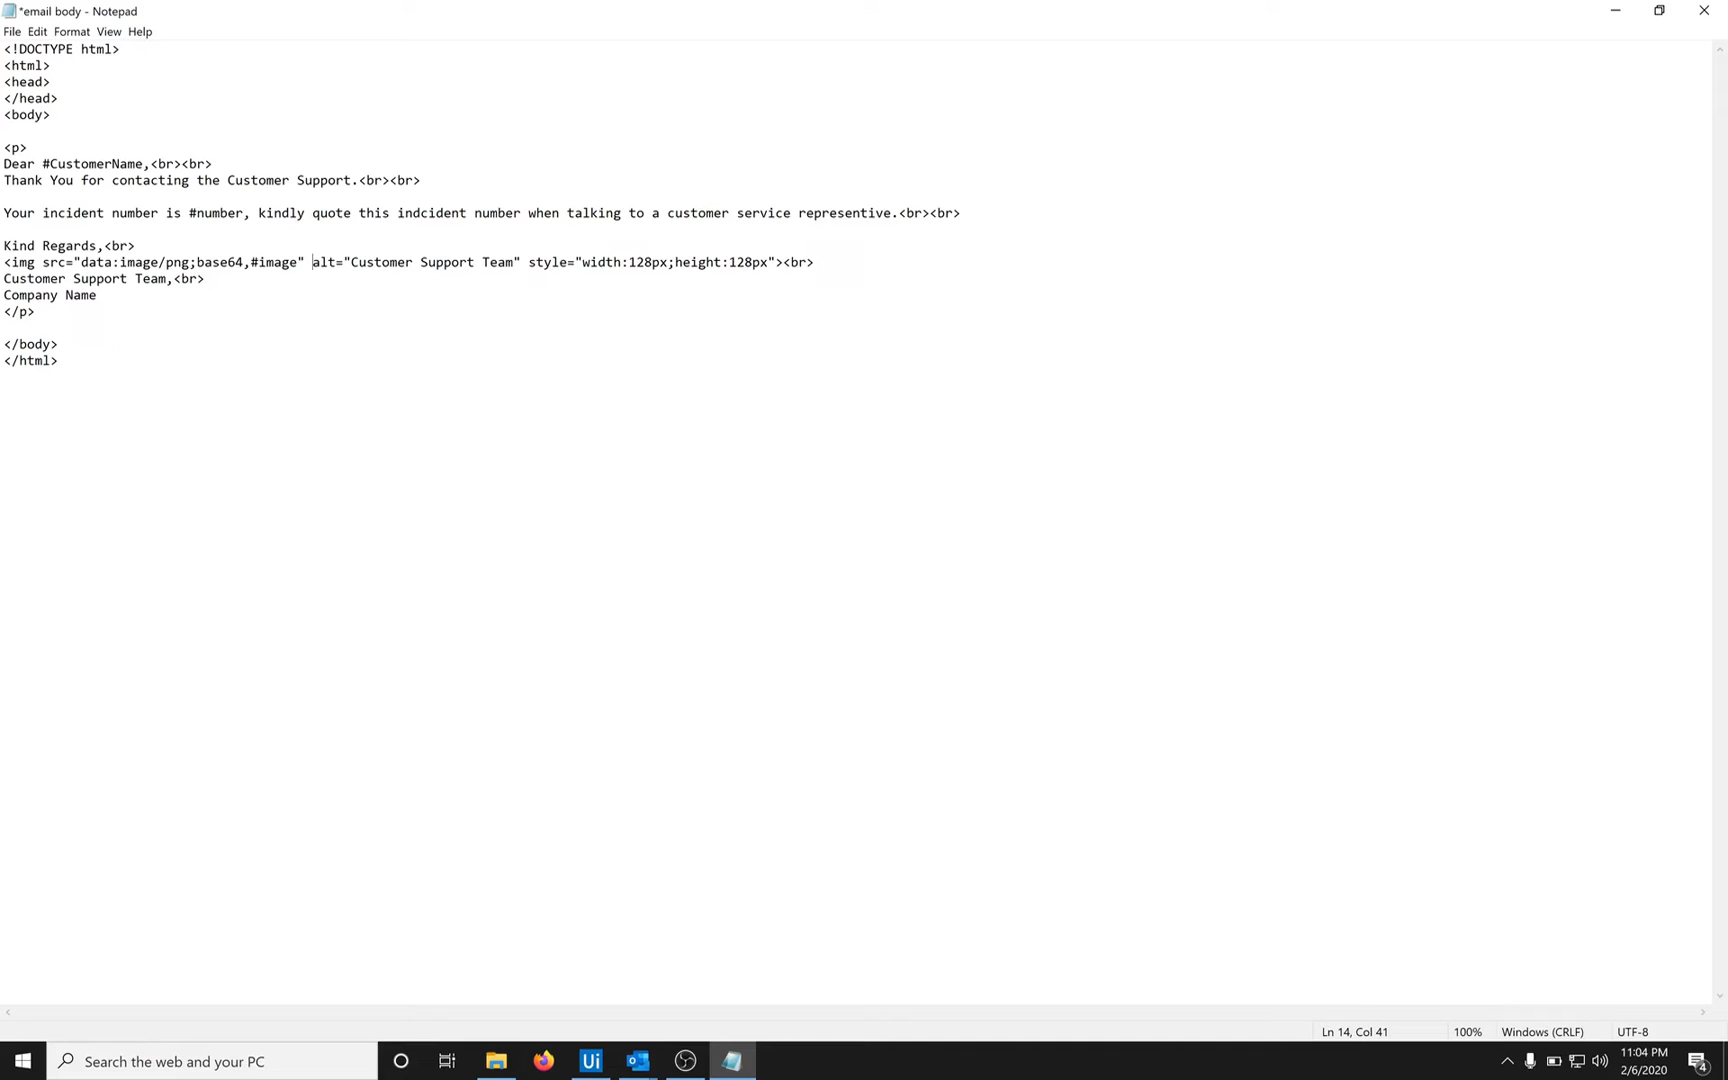 *email body - Notepad
File Edit Format View Help
<!DOCTYPE html>
<html>
<head>
</head>
<body>
<p>
Dear #CustomerName,<br><br>
Thank You for contacting the Customer Support.<br><br>
Your incident number is #number, kindly quote this indcident number when talking to a customer service representive.<br><br>
Kind Regards,<br>
<img src="data:image/png;base64,#image" alt="Customer Support Team" style="width:128px;height:128px"><br>
Customer Support Team,<br>
Company Name
</p>
</body>
</html>
Ln 14, Col 41 100% Windows (CRLF) UTF-8
Search the web and your PC
Ui
11:04 PM
2/6/2020
4